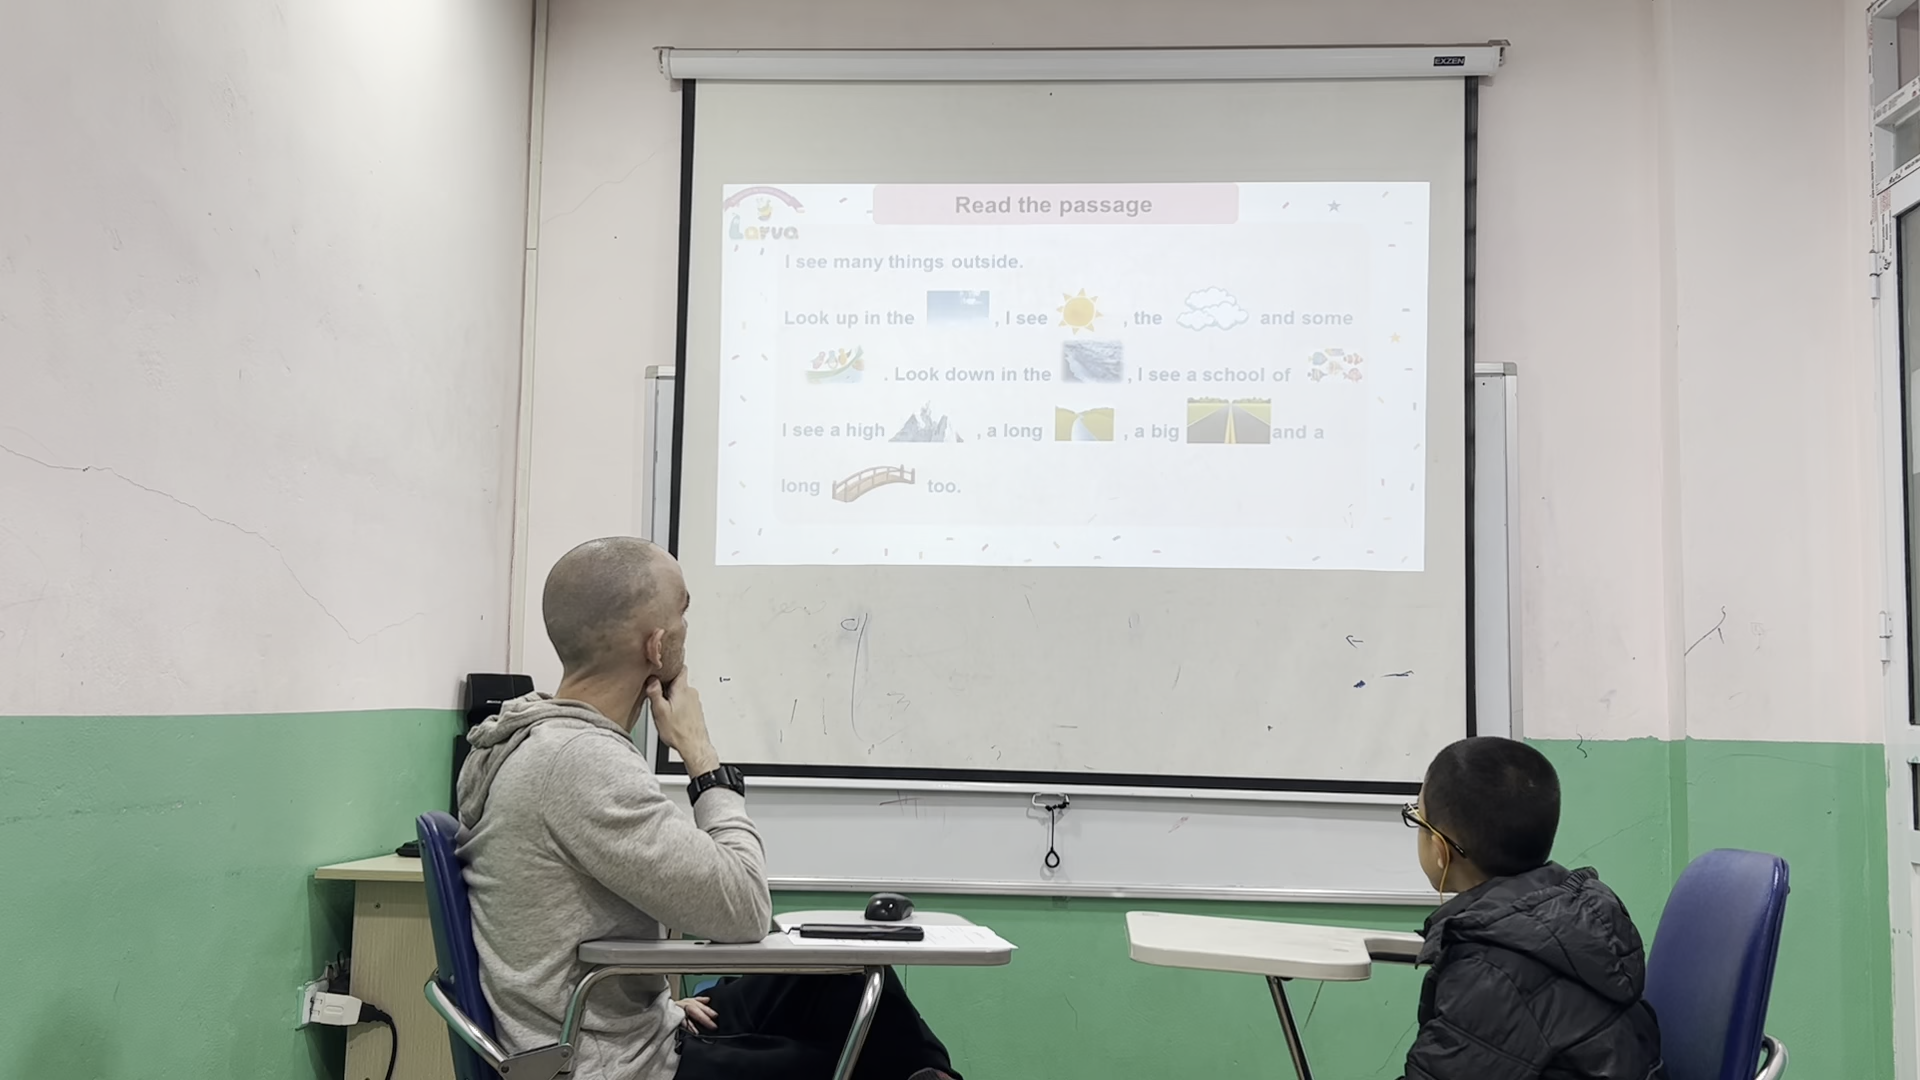 EXZEN
Larva
Read the passage
I see many things outside.
Look up in the , I see , the and some
. Look down in the , I see a school of
I see a high , a long , a big and a
long too.